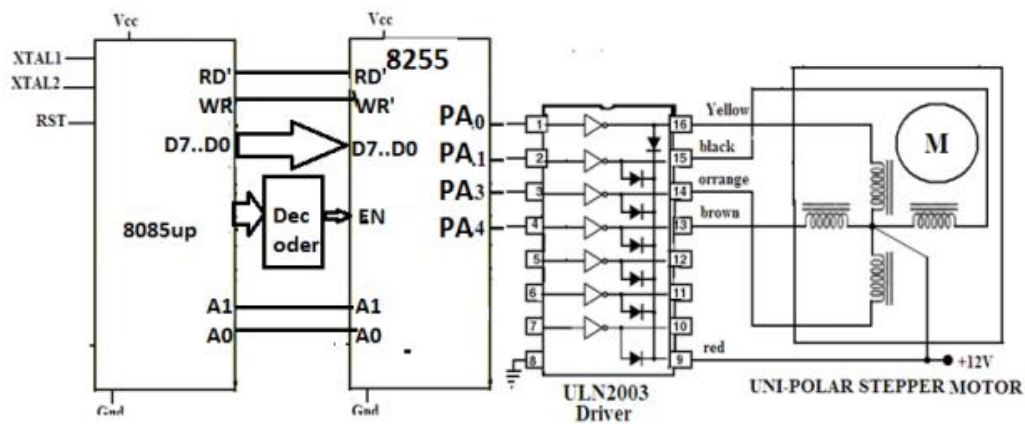 Vcc
XTAL1
XTAL2
RST
RD'
WR
D7..D0
8085up
A1
A0
Gnd
Dec
oder
Vcc
8255
RD'
WR'
D7..D0
EN
A1
A0
PA0
PA1
PA3
PA4
Gnd
1
2
3
4
5
6
7
8
16
15
14
13
12
11
10
9
ULN2003
Driver
Yellow
black
orrange
brown
red
M
+12V
UNI-POLAR STEPPER MOTOR